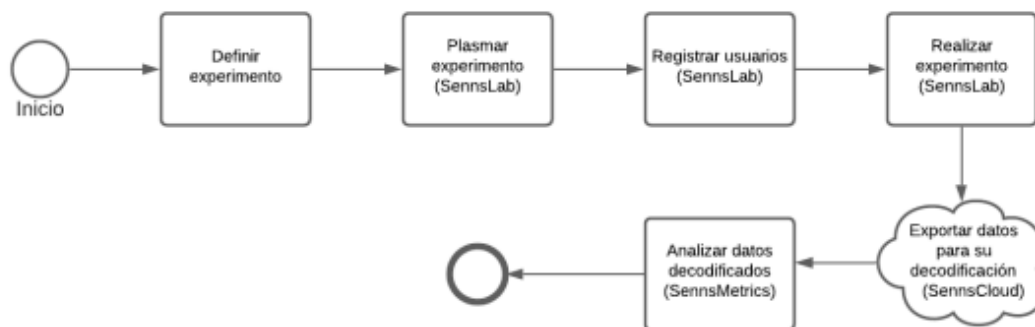 Inicio
Definir
experimento
Plasmar
experimento
(SennsLab)
Registrar usuarios
(SennsLab)
Realizar
experimento
(SennsLab)
Exportar datos
para su
decodificación
(SennsCloud)
Analizar datos
decodificados
(SennsMetrics)